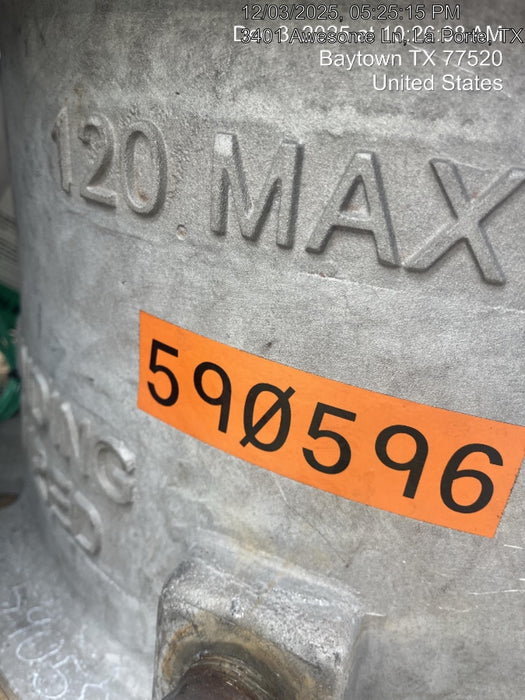 12/03/2025, 05:25:15 PM
3401 Awesome Ln, La Porte, TX
Baytown TX 77520
United States
120 MAX
590596